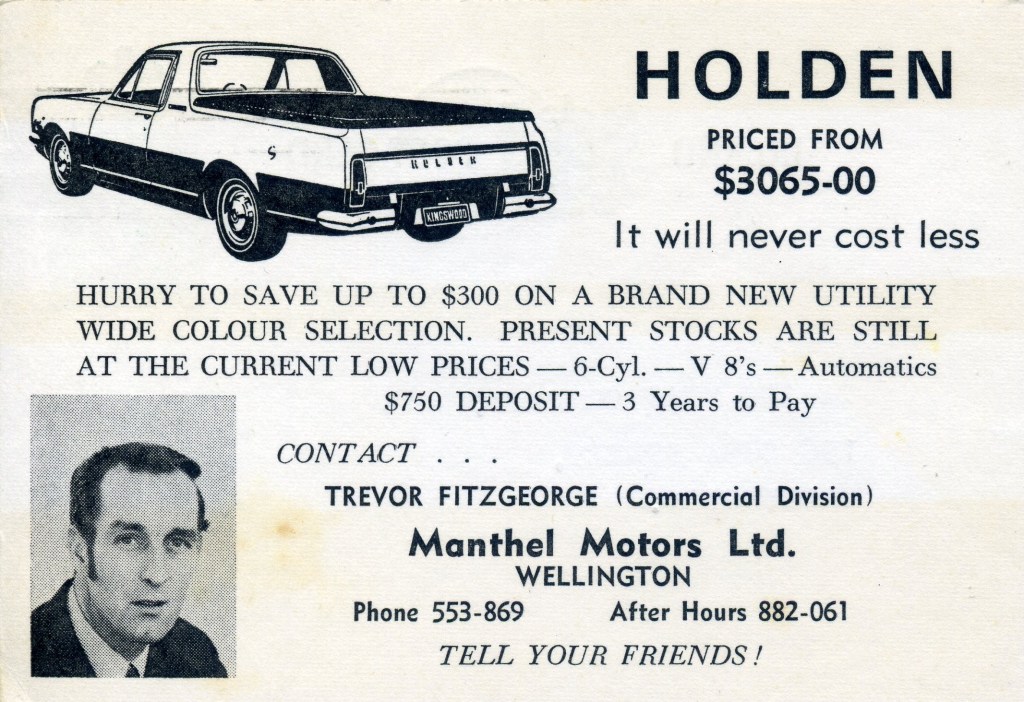 HOLDEN
PRICED FROM
$3065-00
It will never cost less
HOLDEN
KINGSWOOD
HURRY TO SAVE UP TO $300 ON A BRAND NEW UTILITY
WIDE COLOUR SELECTION. PRESENT STOCKS ARE STILL
AT THE CURRENT LOW PRICES — 6-Cyl. — V 8's — Automatics
$750 DEPOSIT — 3 Years to Pay
CONTACT . . .
TREVOR FITZGEORGE (Commercial Division)
Manthel Motors Ltd.
WELLINGTON
Phone 553-869 After Hours 882-061
TELL YOUR FRIENDS!